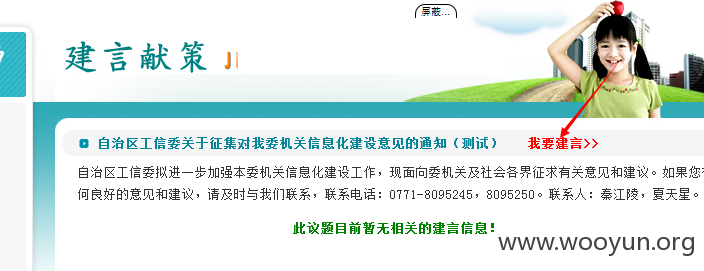 屏蔽...
建言献策
自治区工信委关于征集对我委机关信息化建设意见的通知（测试） 我要建言>>
自治区工信委拟进一步加强本委机关信息化建设工作，现面向委机关及社会各界征求有关意见和建议。如果您
何良好的意见和建议，请及时与我们联系，联系电话：0771-8095245，8095250。联系人：秦江陵，夏天星。
此议题目前暂无相关的建言信息！
www.wooyun.org